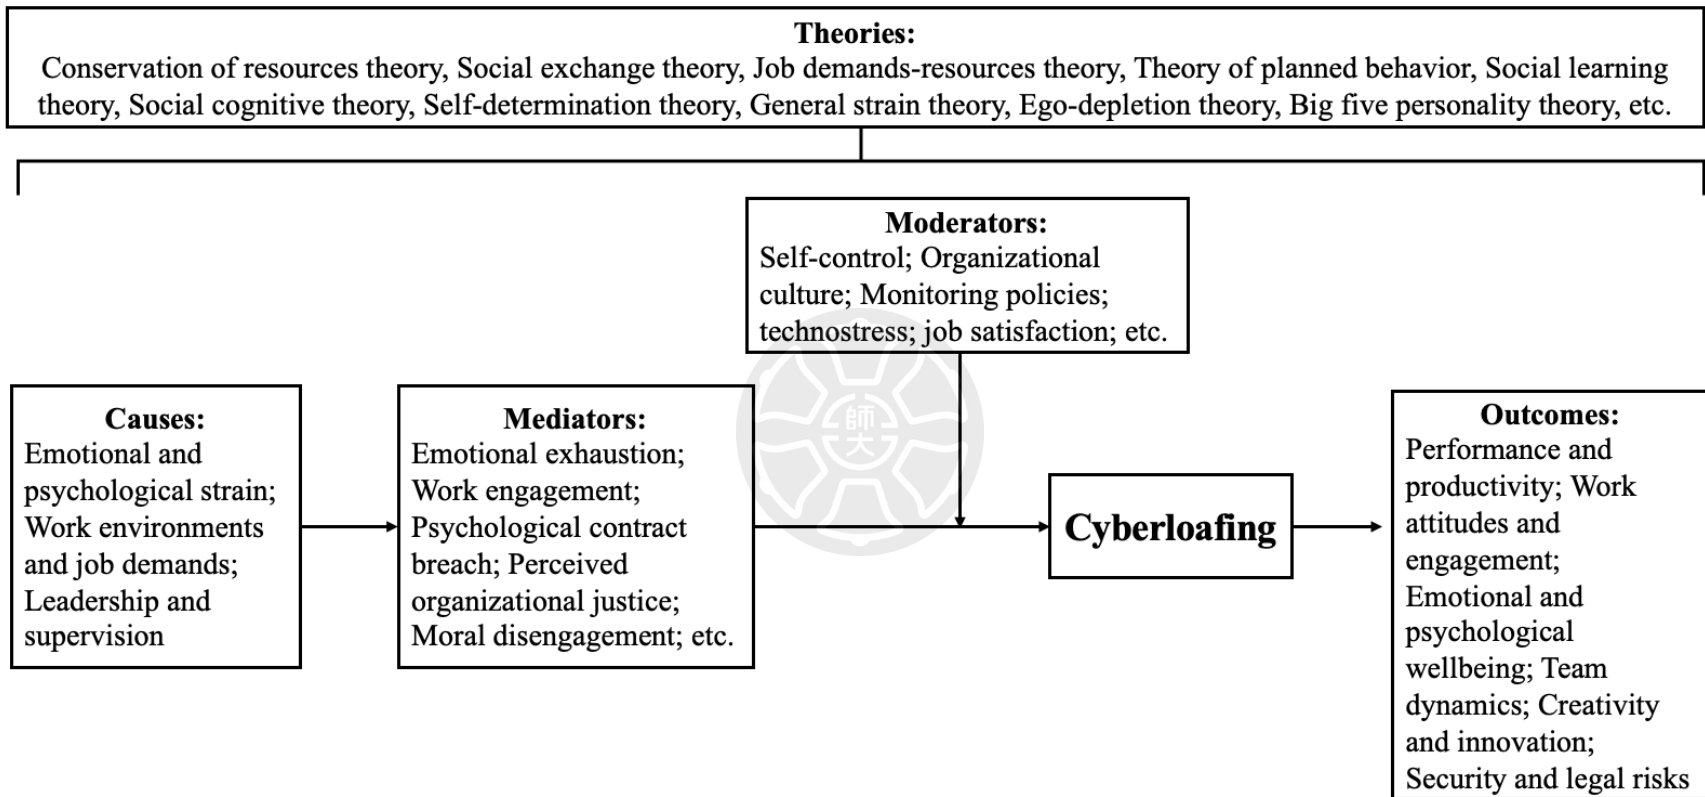 Theories:
Conservation of resources theory, Social exchange theory, Job demands-resources theory, Theory of planned behavior, Social learning
theory, Social cognitive theory, Self-determination theory, General strain theory, Ego-depletion theory, Big five personality theory, etc.
Moderators:
Self-control; Organizational
culture; Monitoring policies;
technostress; job satisfaction; etc.
Causes:
Emotional and
psychological strain;
Work environments
and job demands;
Leadership and
supervision
Mediators:
Emotional exhaustion;
Work engagement;
Psychological contract
breach; Perceived
organizational justice;
Moral disengagement; etc.
師大
Cyberloafing
Outcomes:
Performance and
productivity; Work
attitudes and
engagement;
Emotional and
psychological
wellbeing; Team
dynamics; Creativity
and innovation;
Security and legal risks